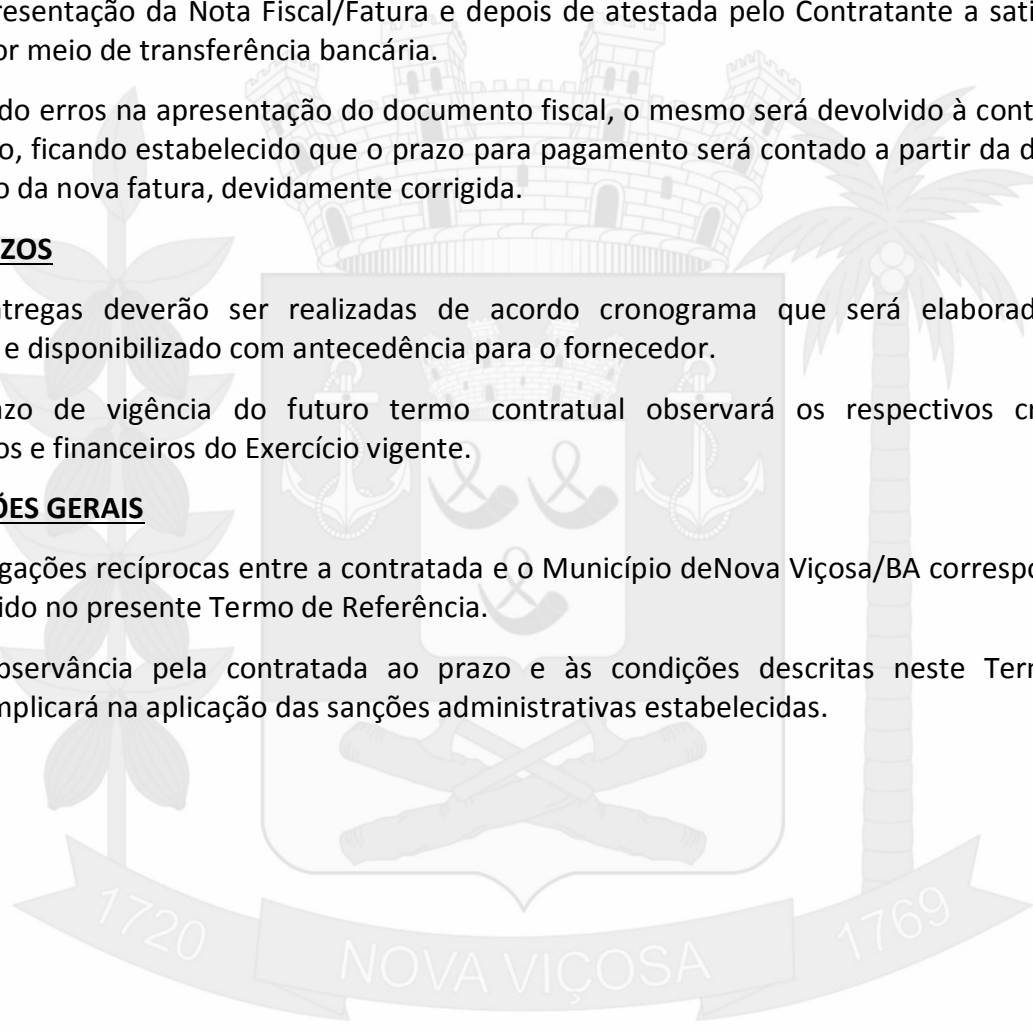 resentação da Nota Fiscal/Fatura e depois de atestada pelo Contratante a sati
or meio de transferência bancária.
do erros na apresentação do documento fiscal, o mesmo será devolvido à cont
o, ficando estabelecido que o prazo para pagamento será contado a partir da d
o da nova fatura, devidamente corrigida.
ZOS
ntregas deverão ser realizadas de acordo cronograma que será elaborad
e disponibilizado com antecedência para o fornecedor.
azo de vigência do futuro termo contratual observará os respectivos cr
os e financeiros do Exercício vigente.
ÕES GERAIS
gações recíprocas entre a contratada e o Município deNova Viçosa/BA correspo
ido no presente Termo de Referência.
bservância pela contratada ao prazo e às condições descritas neste Ter
mplicará na aplicação das sanções administrativas estabelecidas.
1720 NOVA VIÇOSA 1769